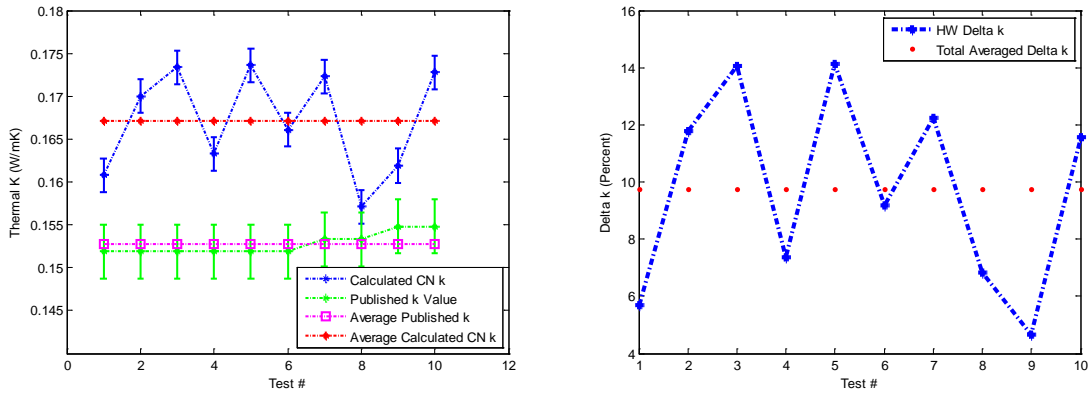 0.18
0.175
0.17
0.165
0.16
0.155
0.15
0.145
Thermal K (W/mK)
0 2 4 6 8 10 12
Test #
Calculated CN k
Published k Value
Average Published k
Average Calculated CN k
16
14
12
10
8
6
4
Delta k (Percent)
1 2 3 4 5 6 7 8 9 10
Test #
HW Delta k
Total Averaged Delta k